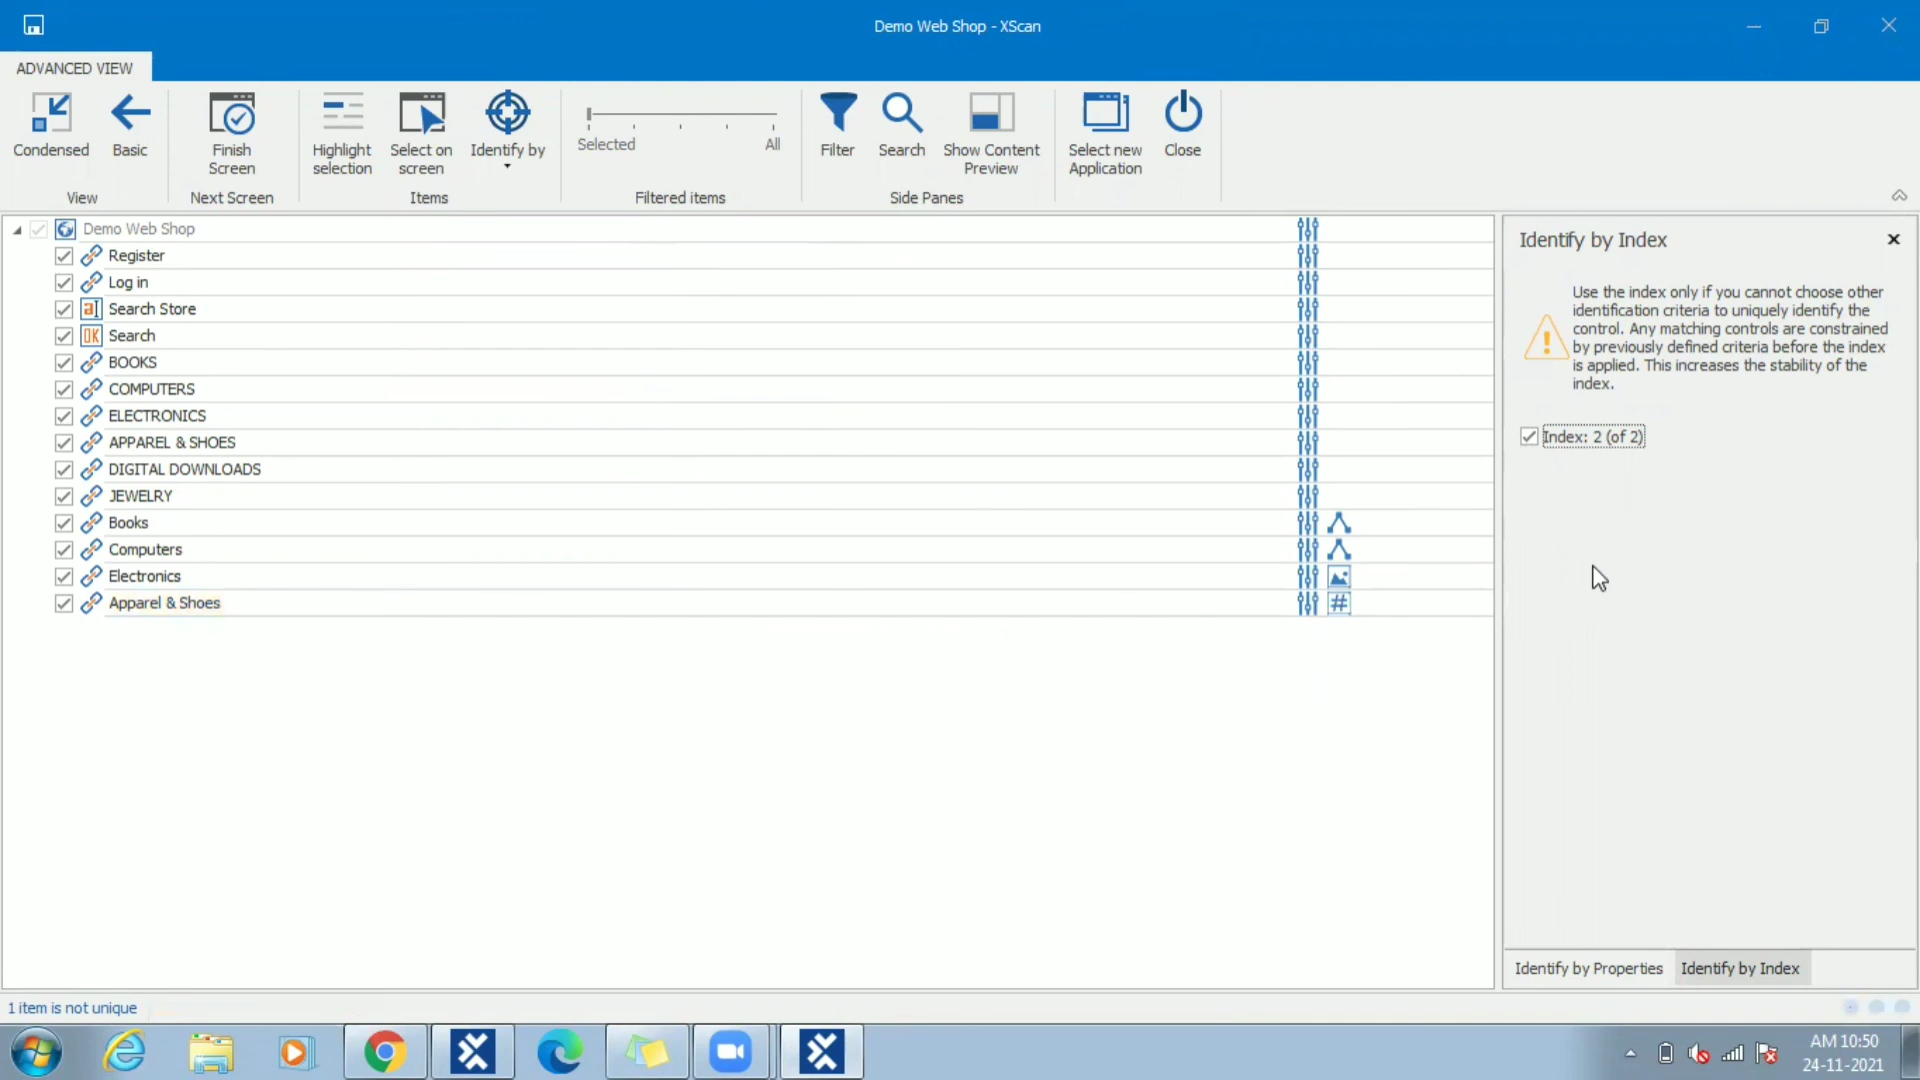 Demo Web Shop - XScan
ADVANCED VIEW
Condensed
Basic
Finish
Screen
Highlight
selection
Select on
screen
Identify by
Selected
All
Filter
Search
Show Content
Preview
Select new
Application
Close
View
Next Screen
Items
Filtered items
Side Panes
Demo Web Shop
Register
Log in
aI Search Store
OK Search
BOOKS
COMPUTERS
ELECTRONICS
APPAREL & SHOES
DIGITAL DOWNLOADS
JEWELRY
Books
Computers
Electronics
Apparel & Shoes
#
Identify by Index
Use the index only if you cannot choose other
identification criteria to uniquely identify the
control. Any matching controls are constrained
by previously defined criteria before the index
is applied. This increases the stability of the
index.
Index: 2 (of 2)
Identify by Properties
Identify by Index
1 item is not unique
AM 10:50
24-11-2021